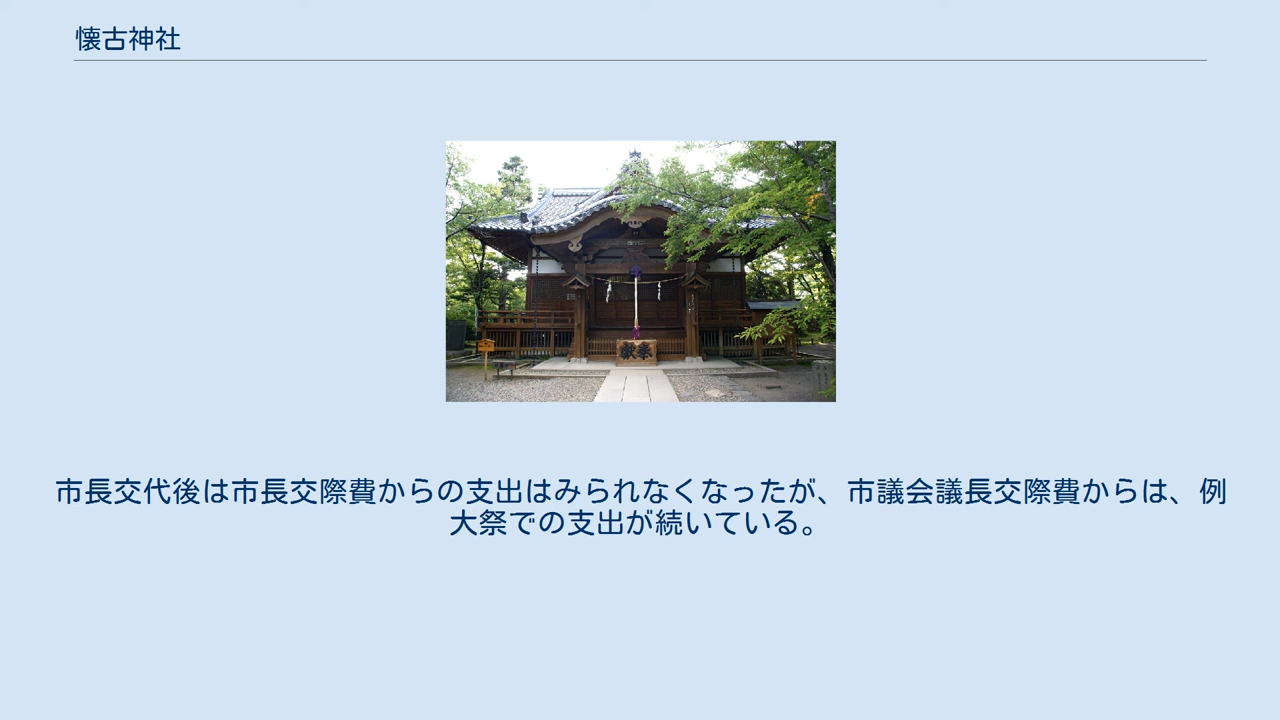 懐古神社
献奉
市長交代後は市長交際費からの支出はみられなくなったが、市議会議長交際費からは、例
大祭での支出が続いている。